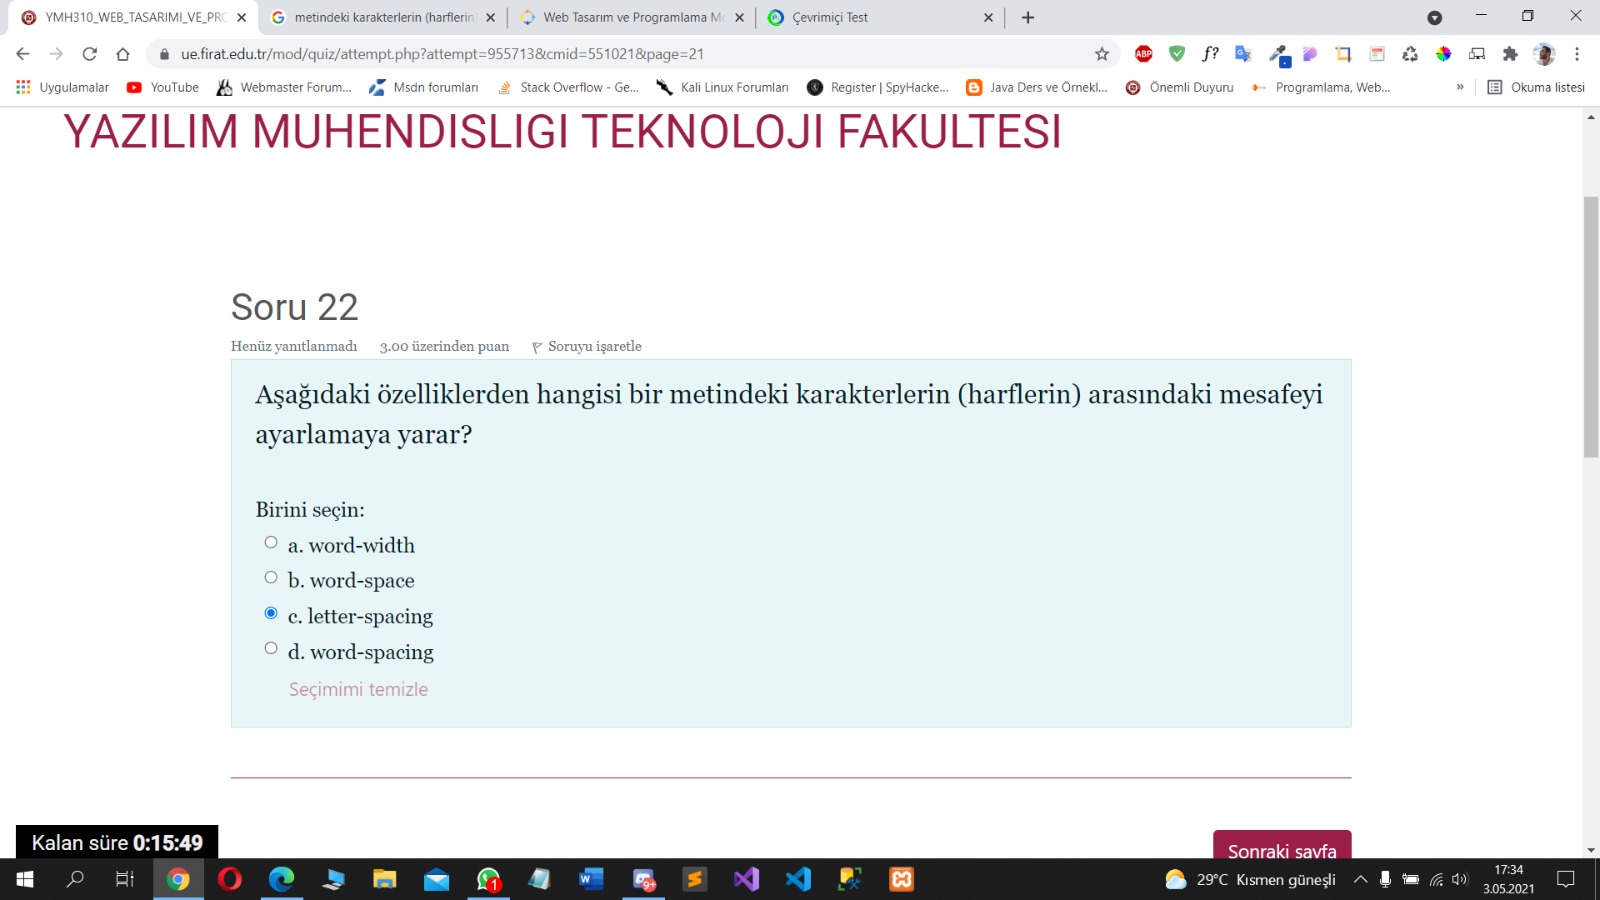 YMH310_WEB_TASARIMI_VE_PRO
metindeki karakterlerin (harflerin
Web Tasarım ve Programlama Mo
Çevrimiçi Test
ue.firat.edu.tr/mod/quiz/attempt.php?attempt=955713&cmid=551021&page=21
Uygulamalar
YouTube
Webmaster Forum...
Msdn forumları
Stack Overflow - Ge...
Kali Linux Forumları
Register | SpyHacke...
Java Ders ve Örnekl...
Önemli Duyuru
Programlama, Web...
»
Okuma listesi
YAZILIM MUHENDISLIGI TEKNOLOJI FAKULTESI
Soru 22
Henüz yanıtlanmadı 3.00 üzerinden puan Soruyu işaretle
Aşağıdaki özelliklerden hangisi bir metindeki karakterlerin (harflerin) arasındaki mesafeyi
ayarlamaya yarar?
Birini seçin:
a. word-width
b. word-space
c. letter-spacing
d. word-spacing
Seçimimi temizle
Kalan süre 0:15:49
Sonraki sayfa
29°C Kısmen güneşli
17:34
3.05.2021